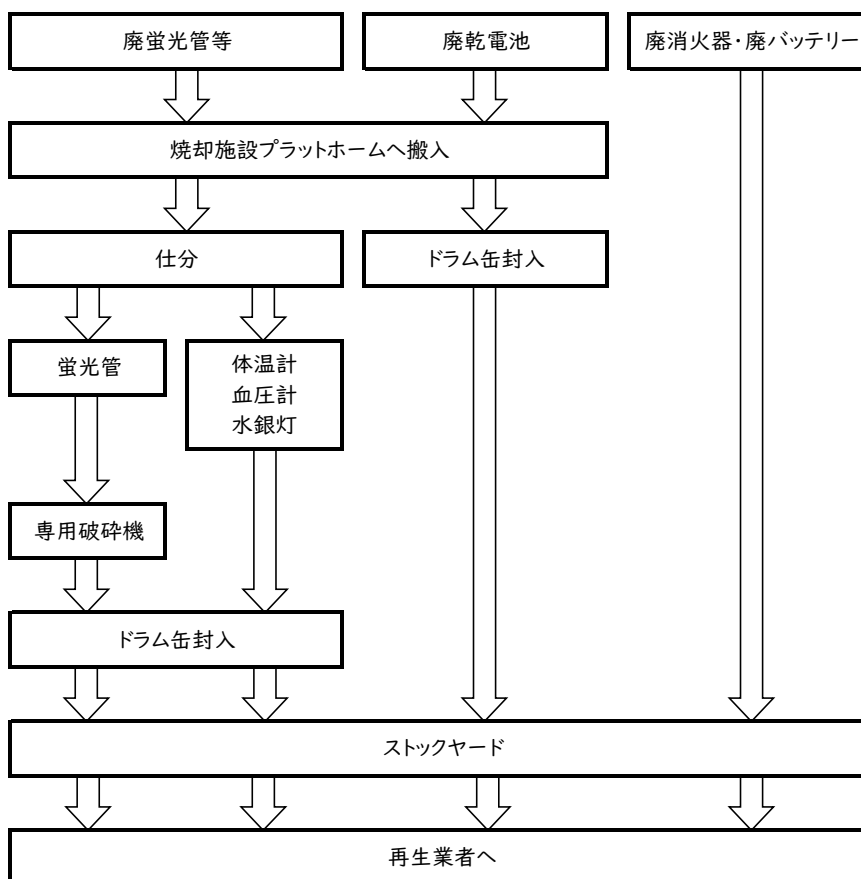 廃蛍光管等
廃乾電池
廃消火器・廃バッテリー
焼却施設プラットホームへ搬入
仕分
ドラム缶封入
蛍光管
体温計
血圧計
水銀灯
専用破砕機
ドラム缶封入
ストックヤード
再生業者へ